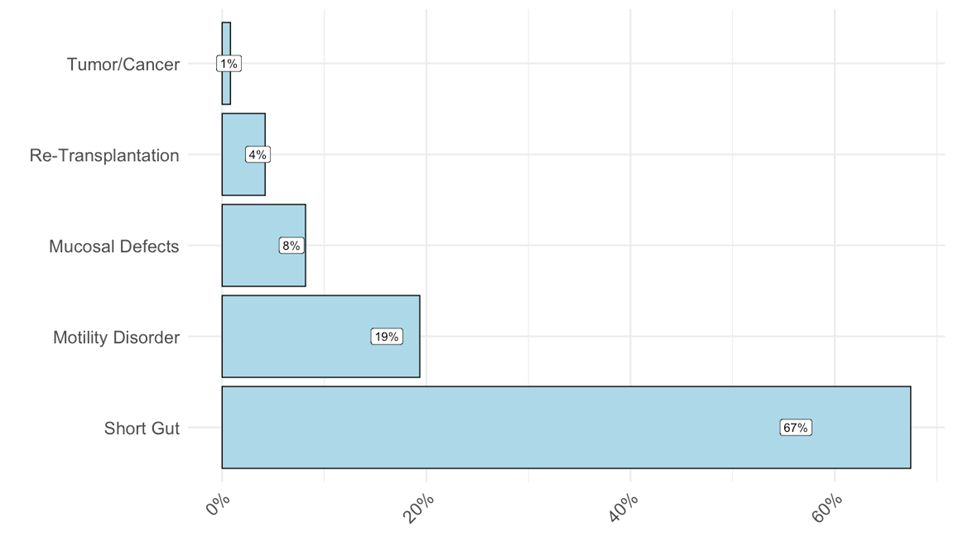 Tumor/Cancer
1%
Re-Transplantation
4%
Mucosal Defects
8%
Motility Disorder
19%
Short Gut
67%
0%
20%
40%
60%